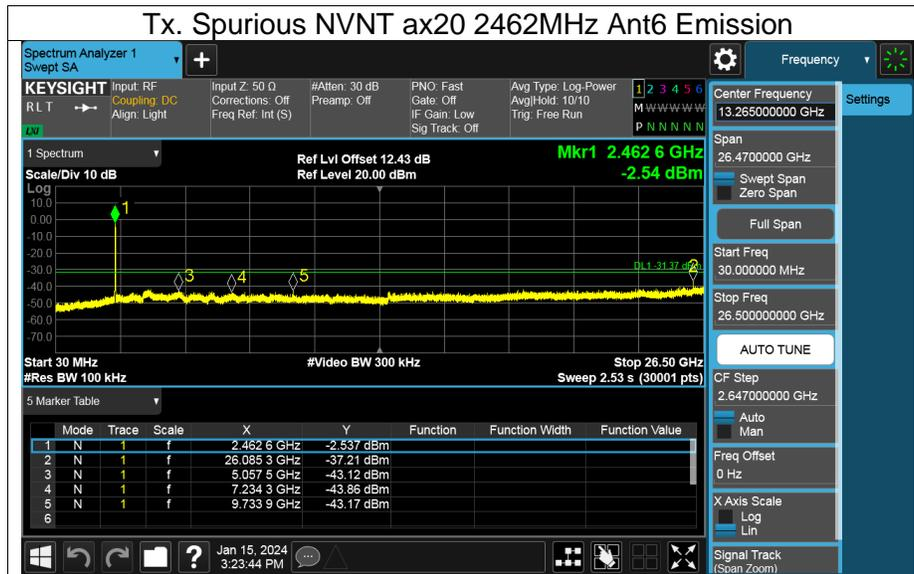 Tx. Spurious NVNT ax20 2462MHz Ant6 Emission
Spectrum Analyzer 1
Swept SA
Frequency
KEYSIGHT
RLT
LXI
Input: RF
Coupling: DC
Align: Light
Input Z: 50 Ω
Corrections: Off
Freq Ref: Int (S)
#Atten: 30 dB
Preamp: Off
PNO: Fast
Gate: Off
IF Gain: Low
Sig Track: Off
Avg Type: Log-Power
Avg|Hold: 10/10
Trig: Free Run
1 2 3 4 5 6
M W W W W W
P N N N N N
Center Frequency
13.265000000 GHz
Settings
Span
26.4700000 GHz
Swept Span
Zero Span
Full Span
Start Freq
30.000000 MHz
Stop Freq
26.500000000 GHz
AUTO TUNE
CF Step
2.647000000 GHz
Auto
Man
Freq Offset
0 Hz
X Axis Scale
Log
Lin
Signal Track
(Span Zoom)
1 Spectrum
Scale/Div 10 dB
Ref Lvl Offset 12.43 dB
Ref Level 20.00 dBm
Mkr1 2.462 6 GHz
-2.54 dBm
Log
10.0
0.00
-10.0
-20.0
-30.0
-40.0
-50.0
-60.0
-70.0
1
3
4
5
2
DL1 -31.37 dBm
Start 30 MHz
#Video BW 300 kHz
Stop 26.50 GHz
#Res BW 100 kHz
Sweep 2.53 s (30001 pts)
5 Marker Table
Mode Trace Scale X Y Function Function Width Function Value
1 N 1 f 2.462 6 GHz -2.537 dBm
2 N 1 f 26.085 3 GHz -37.21 dBm
3 N 1 f 5.057 5 GHz -43.12 dBm
4 N 1 f 7.234 3 GHz -43.86 dBm
5 N 1 f 9.733 9 GHz -43.17 dBm
6
Jan 15, 2024
3:23:44 PM